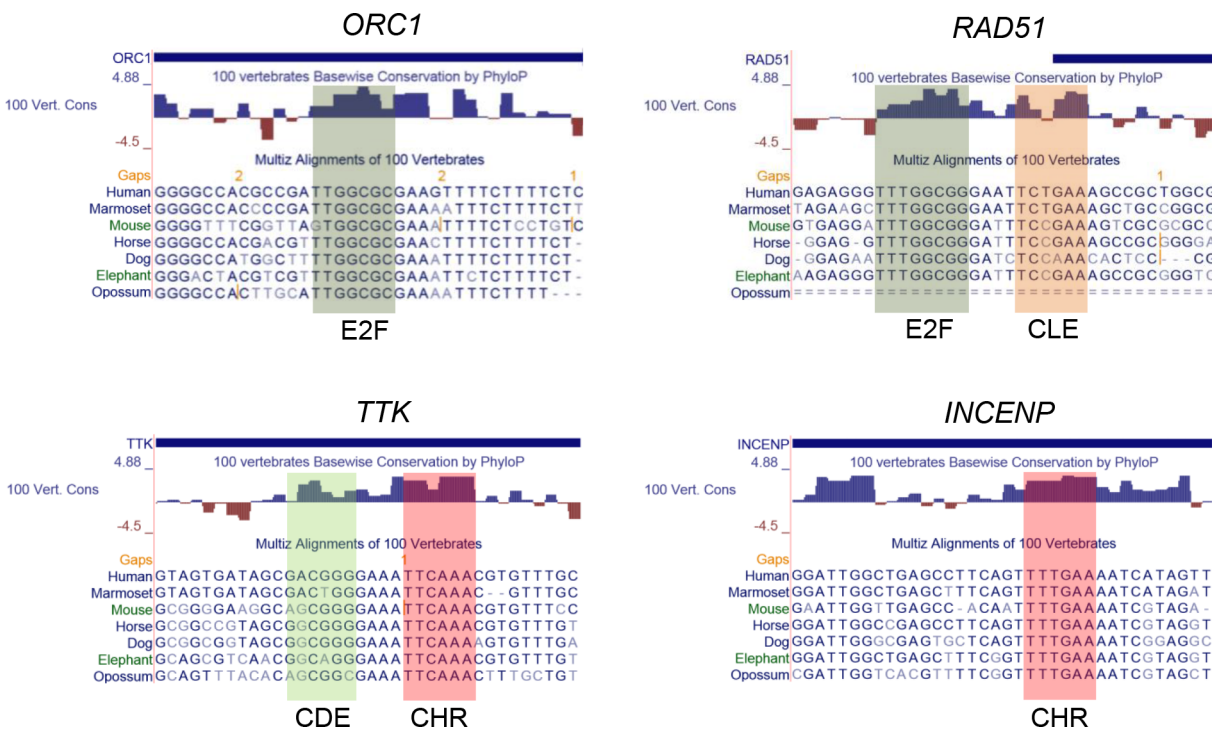 ORC1
ORC1
4.88
100 vertebrates Basewise Conservation by PhyloP
100 Vert. Cons
-4.5
Multiz Alignments of 100 Vertebrates
Gaps 2 2 1
Human GGGGCCACGCCGATTGGCGCGAAGTTTTCTTTTCTC
Marmoset GGGGCCACCCCGATTGGCGCGAAAATTTCTTTTCTT
Mouse GGGGTTTCGGTTAGTGGCGCGAAATTTTCTCCTGTC
Horse GGGGCCACGACGTTTGGCGCGAACTTTTCTTTTCT-
Dog GGGGCCATGGCTTTTGGCGCGAAATTTTCTTTTCT-
Elephant GGGACTACGTCGTTTGGCGCGAAATTCTCTTTTCT-
Opossum GGGGCCACTTGCATTGGCGCGAAAATTTCTTTT---
E2F
RAD51
RAD51
4.88
100 vertebrates Basewise Conservation by PhyloP
100 Vert. Cons
-4.5
Multiz Alignments of 100 Vertebrates
Gaps 1
Human GAGAGGGTTTGGCGGGAATTCTGAAAGCCGCTGGCG
Marmoset TAGAAGCTTTGGCGGGAATTCTGAAAGCTGCCGGCG
Mouse GTGAGGATTTGGCGGGATTTCCGAAAGTCGCGCGCC
Horse -GGAG-GTTTGGCGGGAATTCCGAAAGCCGCGGGGA
Dog -GGAGAATTTGGCGGGATCTCCAAACACTCC--CG
Elephant AAGAGGGTTTGGCGGGATCTCCGAAAGCCGCGGGTC
Opossum ====================================
E2F CLE
TTK
TTK
4.88
100 vertebrates Basewise Conservation by PhyloP
100 Vert. Cons
-4.5
Multiz Alignments of 100 Vertebrates
Gaps 1
Human GTAGTGATAGCGACGGGGAAATTCAAACGTGTTTGC
Marmoset GTAGTGATAGCGACTGGGAAATTCAAAC--GTTTGC
Mouse GCGGGGAAGGCAGCGGGGAAATTCAAACGTGTTTCC
Horse GCGGCCGTAGCGGCGGGGAAATTCAAACGTGTTTGT
Dog GCGGCGGTAGCGGCGGGGAAATTCAAAAGTGTTTGA
Elephant GCAGCGTCAACGGCAGGGAAATTCAAACGTGTTTGT
Opossum GCAGTTTACACAGCGGCGAAATTCAAACTTTGCTGT
CDE CHR
INCENP
INCENP
4.88
100 vertebrates Basewise Conservation by PhyloP
100 Vert. Cons
-4.5
Multiz Alignments of 100 Vertebrates
Gaps
Human GGATTGGCTGAGCCTTCAGTTTTGAAAATCATAGTT
Marmoset GGATTGGCTGAGCTTTCAGTTTTGAAAATCATAGAT
Mouse GAATTGGTTGAGCC-ACAATTTTGAAAATCGTAGA-
Horse GGATTGGCCGAGCCTTCAGTTTTGAAAATCGTAGGT
Dog GGATTGGGCGAGTGCTCAGTTTTGAAAATCGGAGGC
Elephant GGATTGGCTGAGCTTTCGGTTTTGAAAATCGTAGGT
Opossum CGATTGGTCACGTTTTCGGTTTTGAAAATCGTAGCT
CHR